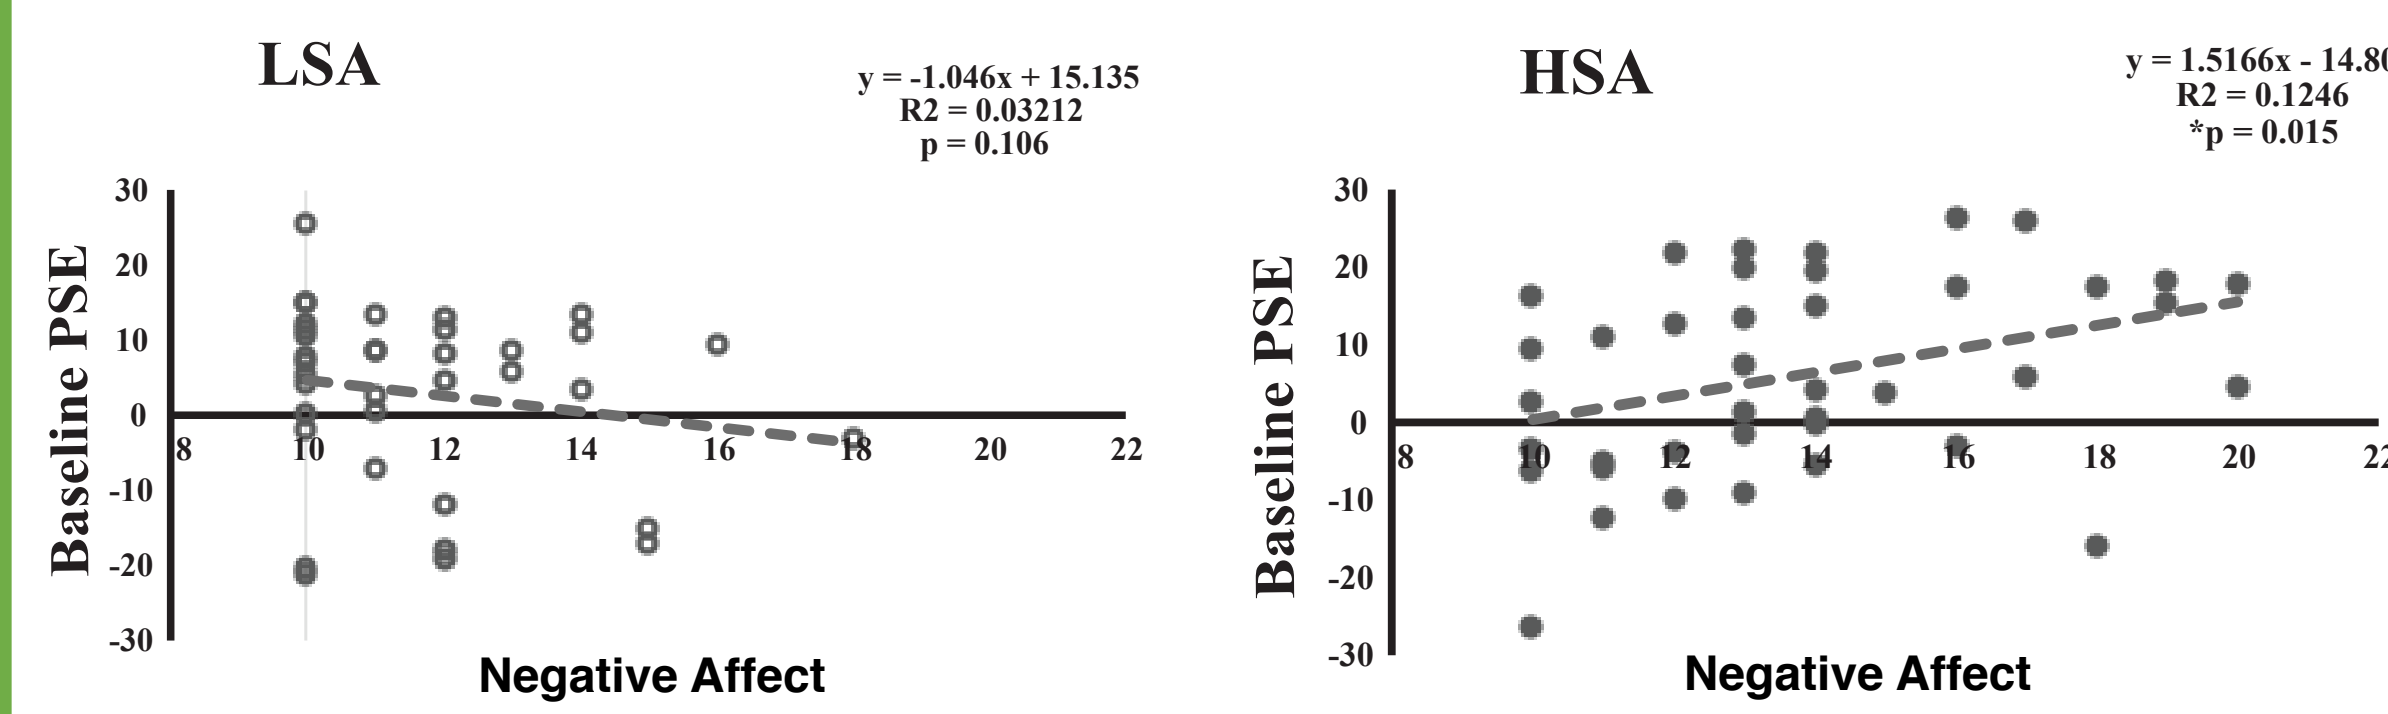 LSA
y = -1.046x + 15.135
R2 = 0.03212
p = 0.106
30
20
10
0
-10
-20
-30
8
10
12
14
16
18
20
22
Baseline PSE
Negative Affect
HSA
y = 1.5166x - 14.80
R2 = 0.1246
*p = 0.015
30
20
10
0
-10
-20
-30
8
10
12
14
16
18
20
22
Baseline PSE
Negative Affect